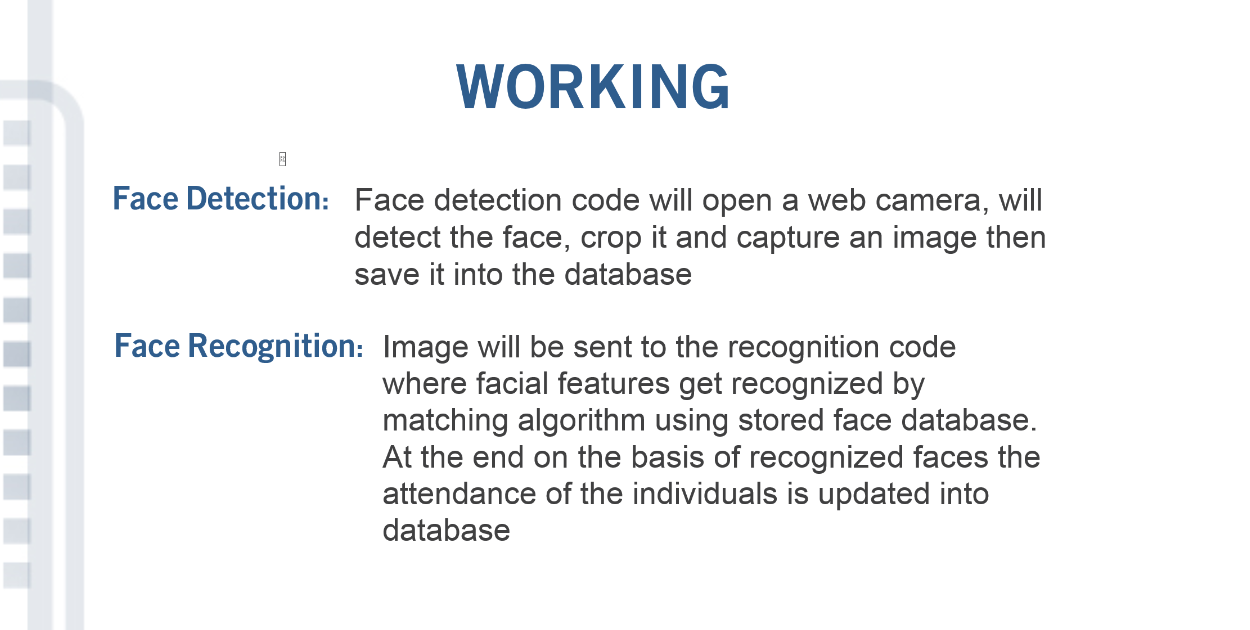 WORKING
Face Detection: Face detection code will open a web camera, will
detect the face, crop it and capture an image then
save it into the database
Face Recognition: Image will be sent to the recognition code
where facial features get recognized by
matching algorithm using stored face database.
At the end on the basis of recognized faces the
attendance of the individuals is updated into
database